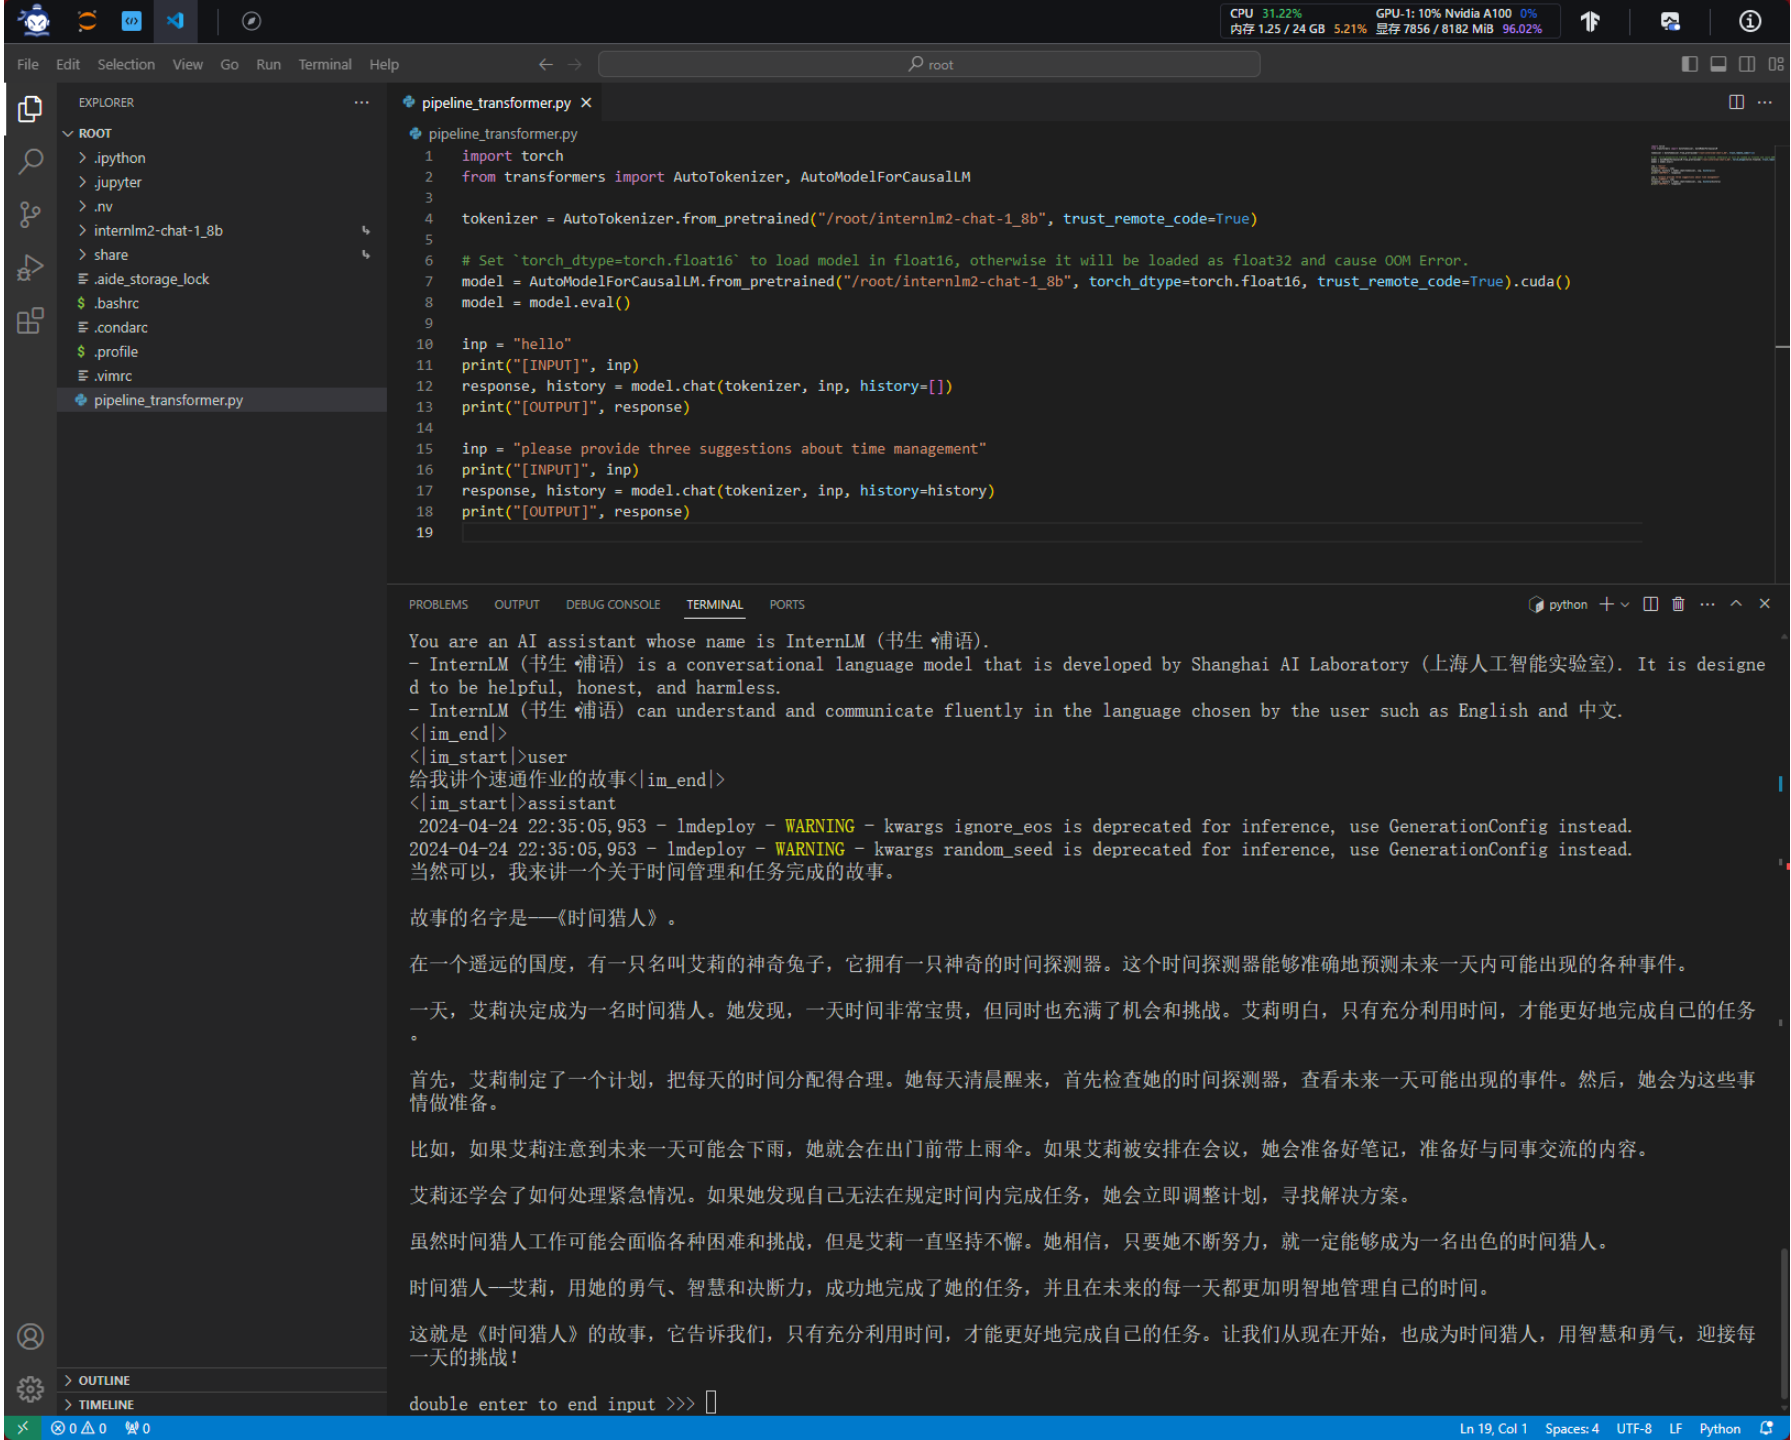 CPU 31.22% GPU-1: 10% Nvidia A100 0%
内存 1.25 / 24 GB 5.21% 显存 7856 / 8182 MiB 96.02%
File Edit Selection View Go Run Terminal Help
root
EXPLORER
ROOT
.ipython
.jupyter
.nv
internlm2-chat-1_8b
share
.aide_storage_lock
.bashrc
.condarc
.profile
.vimrc
pipeline_transformer.py
OUTLINE
TIMELINE
pipeline_transformer.py
pipeline_transformer.py
1 import torch
2 from transformers import AutoTokenizer, AutoModelForCausalLM
3
4 tokenizer = AutoTokenizer.from_pretrained("/root/internlm2-chat-1_8b", trust_remote_code=True)
5
6 # Set `torch_dtype=torch.float16` to load model in float16, otherwise it will be loaded as float32 and cause OOM Error.
7 model = AutoModelForCausalLM.from_pretrained("/root/internlm2-chat-1_8b", torch_dtype=torch.float16, trust_remote_code=True).cuda()
8 model = model.eval()
9
10 inp = "hello"
11 print("[INPUT]", inp)
12 response, history = model.chat(tokenizer, inp, history=[])
13 print("[OUTPUT]", response)
14
15 inp = "please provide three suggestions about time management"
16 print("[INPUT]", inp)
17 response, history = model.chat(tokenizer, inp, history=history)
18 print("[OUTPUT]", response)
19
PROBLEMS OUTPUT DEBUG CONSOLE TERMINAL PORTS
python
You are an AI assistant whose name is InternLM (书生·浦语).
- InternLM (书生·浦语) is a conversational language model that is developed by Shanghai AI Laboratory (上海人工智能实验室). It is designe
d to be helpful, honest, and harmless.
- InternLM (书生·浦语) can understand and communicate fluently in the language chosen by the user such as English and 中文.
<|im_end|>
<|im_start|>user
给我讲个速通作业的故事<|im_end|>
<|im_start|>assistant
2024-04-24 22:35:05,953 - lmdeploy - WARNING - kwargs ignore_eos is deprecated for inference, use GenerationConfig instead.
2024-04-24 22:35:05,953 - lmdeploy - WARNING - kwargs random_seed is deprecated for inference, use GenerationConfig instead.
当然可以，我来讲一个关于时间管理和任务完成的故事。
故事的名字是——《时间猎人》。
在一个遥远的国度，有一只名叫艾莉的神奇兔子，它拥有一只神奇的时间探测器。这个时间探测器能够准确地预测未来一天内可能出现的各种事件。
一天，艾莉决定成为一名时间猎人。她发现，一天时间非常宝贵，但同时也充满了机会和挑战。艾莉明白，只有充分利用时间，才能更好地完成自己的任务
。
首先，艾莉制定了一个计划，把每天的时间分配得合理。她每天清晨醒来，首先检查她的时间探测器，查看未来一天可能出现的事件。然后，她会为这些事
情做准备。
比如，如果艾莉注意到未来一天可能会下雨，她就会在出门前带上雨伞。如果艾莉被安排在会议，她会准备好笔记，准备好与同事交流的内容。
艾莉还学会了如何处理紧急情况。如果她发现自己无法在规定时间内完成任务，她会立即调整计划，寻找解决方案。
虽然时间猎人工作可能会面临各种困难和挑战，但是艾莉一直坚持不懈。她相信，只要她不断努力，就一定能够成为一名出色的时间猎人。
时间猎人——艾莉，用她的勇气、智慧和决断力，成功地完成了她的任务，并且在未来的每一天都更加明智地管理自己的时间。
这就是《时间猎人》的故事，它告诉我们，只有充分利用时间，才能更好地完成自己的任务。让我们从现在开始，也成为时间猎人，用智慧和勇气，迎接每
一天的挑战！
double enter to end input >>>
0 0 0 Ln 19, Col 1 Spaces: 4 UTF-8 LF Python